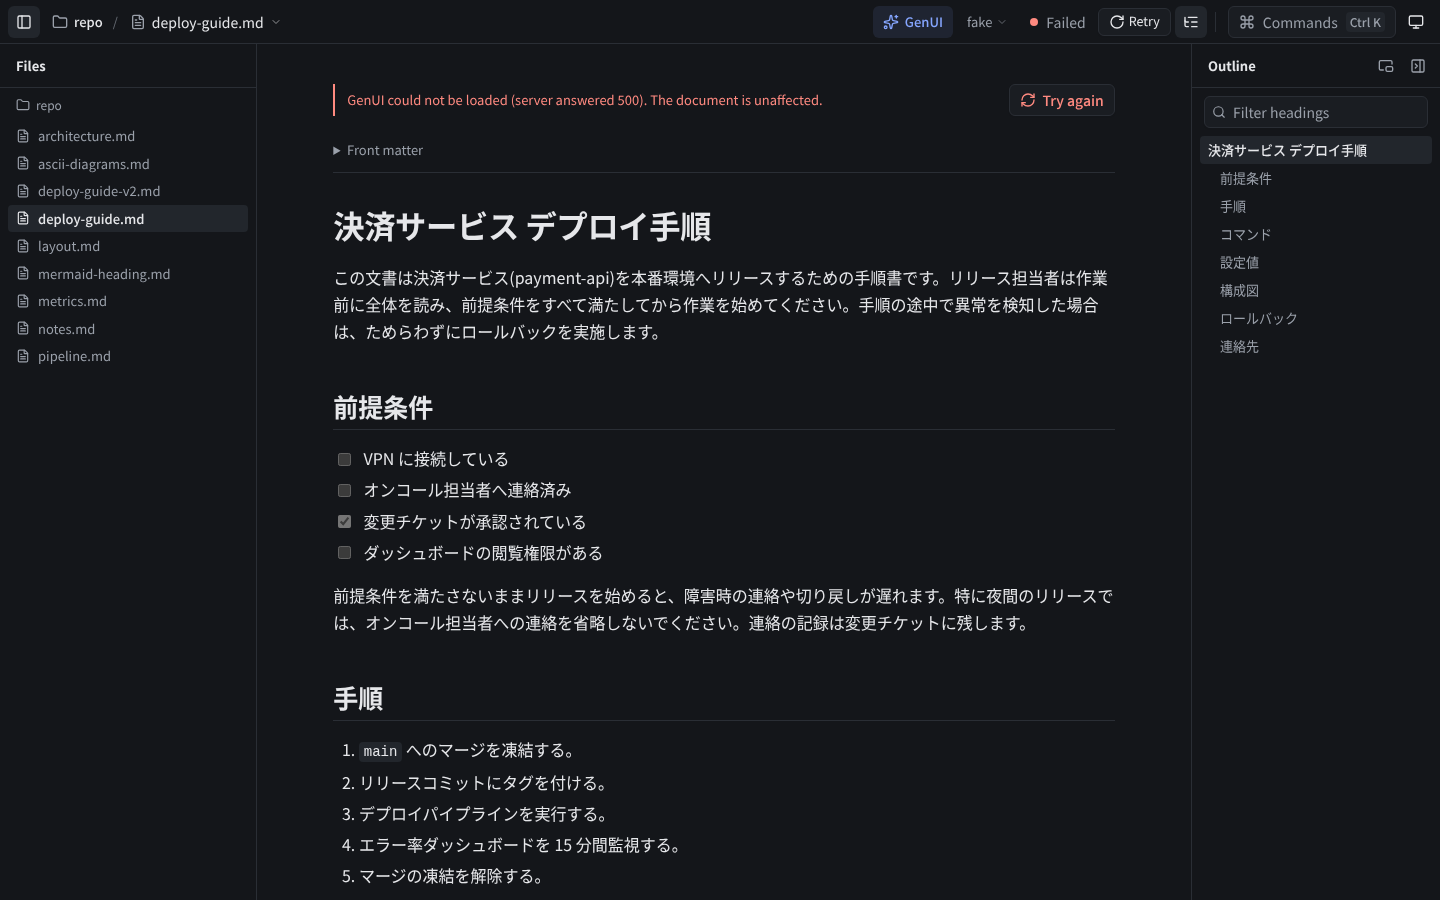 repo / deploy-guide.md
GenUI
fake
Failed
Retry
Commands
Ctrl K
Files
repo
architecture.md
ascii-diagrams.md
deploy-guide-v2.md
deploy-guide.md
layout.md
mermaid-heading.md
metrics.md
notes.md
pipeline.md
GenUI could not be loaded (server answered 500). The document is unaffected.
Try again
Front matter
決済サービス デプロイ手順
この文書は決済サービス(payment-api)を本番環境へリリースするための手順書です。リリース担当者は作業
前に全体を読み、前提条件をすべて満たしてから作業を始めてください。手順の途中で異常を検知した場合
は、ためらわずにロールバックを実施します。
前提条件
VPN に接続している
オンコール担当者へ連絡済み
変更チケットが承認されている
ダッシュボードの閲覧権限がある
前提条件を満たさないままリリースを始めると、障害時の連絡や切り戻しが遅れます。特に夜間のリリースで
は、オンコール担当者への連絡を省略しないでください。連絡の記録は変更チケットに残します。
手順
1. main へのマージを凍結する。
2. リリースコミットにタグを付ける。
3. デプロイパイプラインを実行する。
4. エラー率ダッシュボードを 15 分間監視する。
5. マージの凍結を解除する。
Outline
Filter headings
決済サービス デプロイ手順
前提条件
手順
コマンド
設定値
構成図
ロールバック
連絡先